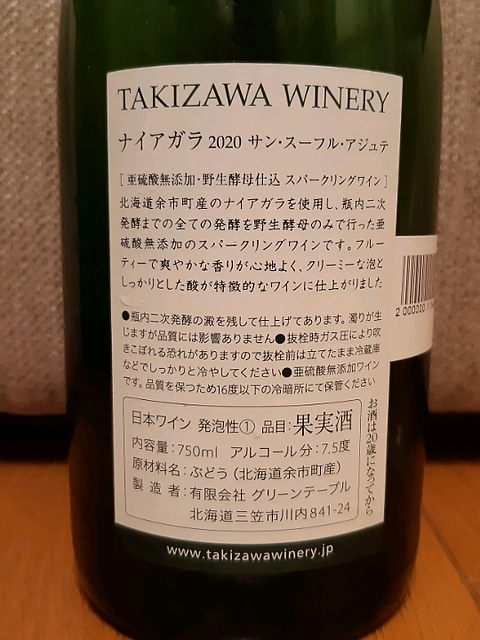 TAKIZAWA WINERY
ナイアガラ 2020 サン・スーフル・アジュテ
[ 亜硫酸無添加・野生酵母仕込 スパークリングワイン ]
北海道余市町産のナイアガラを使用し、瓶内二次
発酵までの全ての発酵を野生酵母のみで行った亜
硫酸無添加のスパークリングワインです。フルー
ティーで爽やかな香りが心地よく、クリーミーな泡と
しっかりとした酸が特徴的なワインに仕上がりました
●瓶内二次発酵の澱を残して仕上げてあります。濁りが生
じますが品質には影響ありません●抜栓時ガス圧により吹
きこぼれる恐れがありますので抜栓前は立てたまま冷蔵庫
などでしっかりと冷やしてください●亜硫酸無添加ワイン
です。品質を保つため16度以下の冷暗所にて保管ください
日本ワイン 発泡性① 品目:果実酒
内容量:750ml アルコール分:7.5度
原材料名:ぶどう(北海道余市町産)
製造者:有限会社 グリーンテーブル
北海道三笠市川内841-24
お酒は20歳になってから
www.takizawawinery.jp